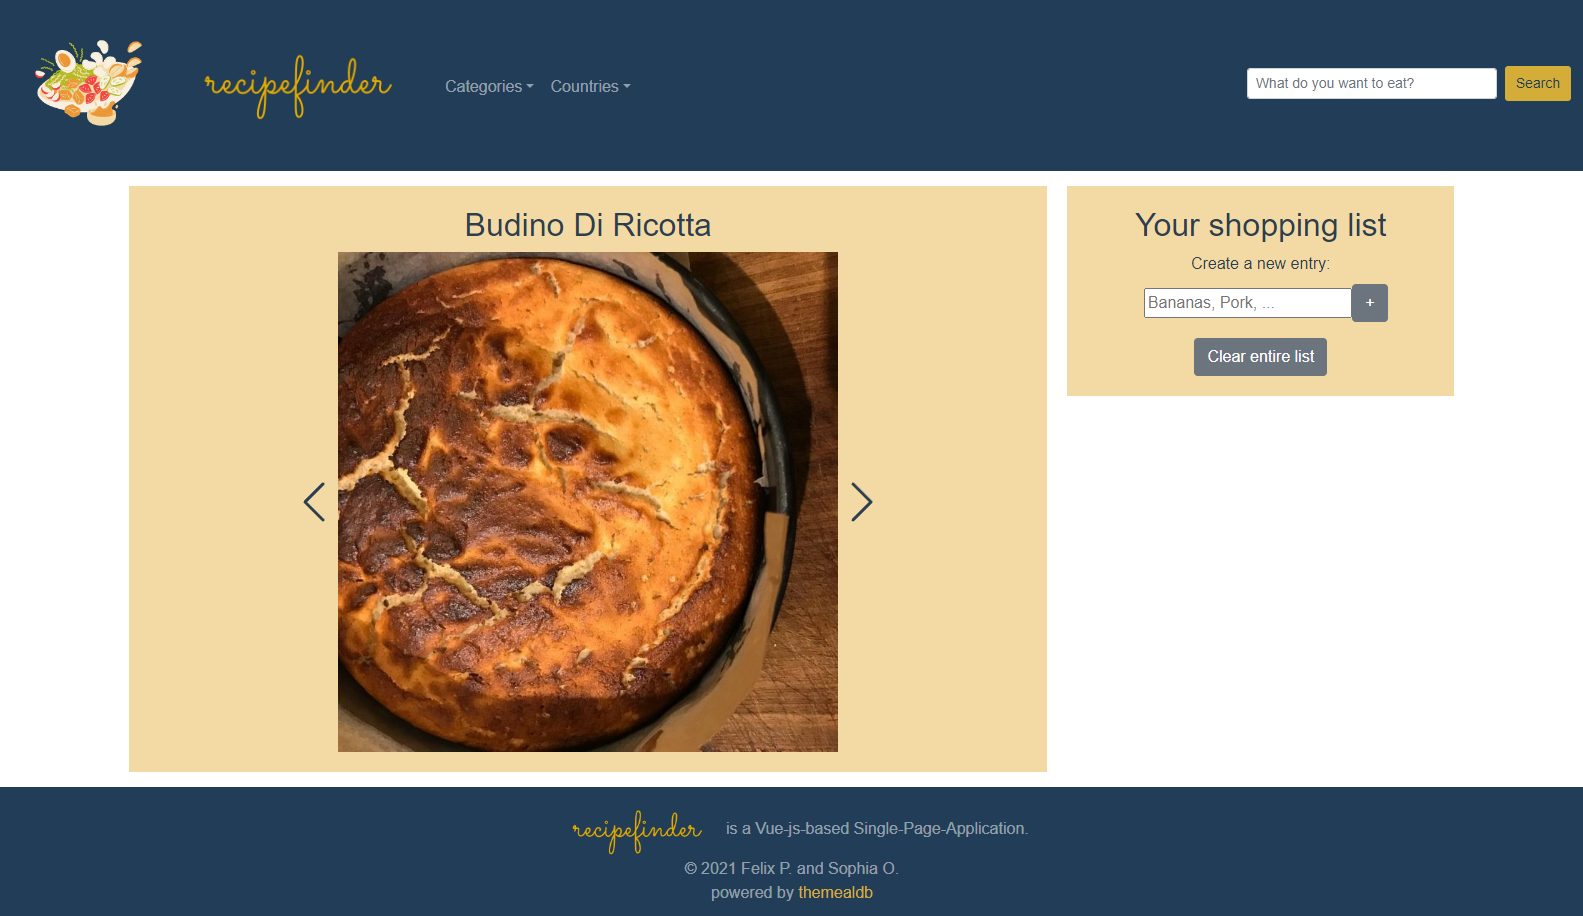 recipefinder
Categories
Countries
What do you want to eat?
Search
Budino Di Ricotta
Your shopping list
Create a new entry:
Bananas, Pork, ...
+
Clear entire list
recipefinder is a Vue-js-based Single-Page-Application.
© 2021 Felix P. and Sophia O.
powered by themealdb